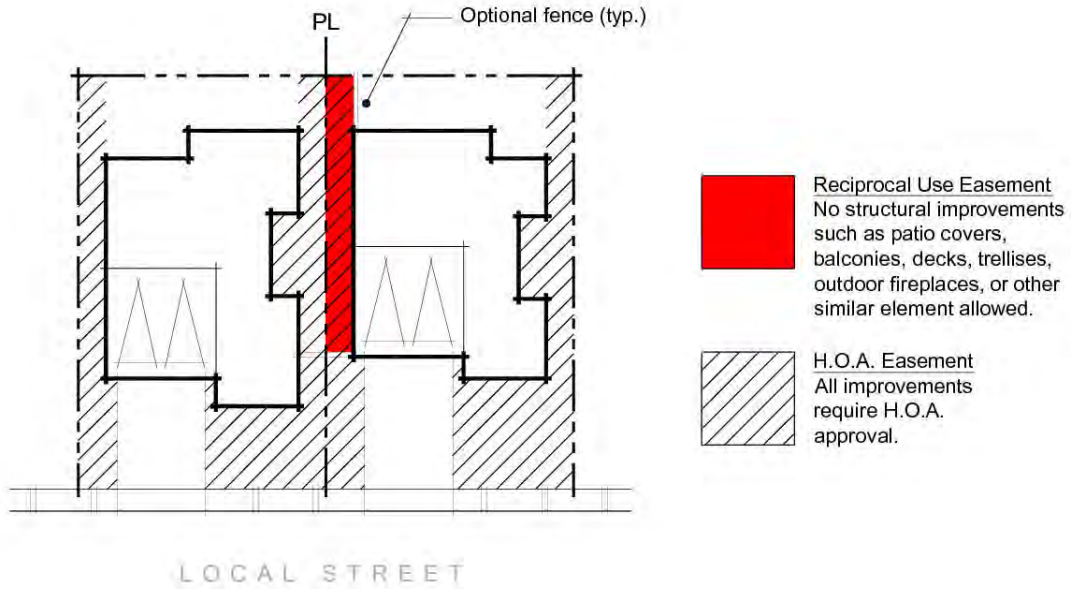 Optional fence (typ.)
PL
Reciprocal Use Easement
No structural improvements
such as patio covers,
balconies, decks, trellises,
outdoor fireplaces, or other
similar element allowed.
H.O.A. Easement
All improvements
require H.O.A.
approval.
LOCAL STREET